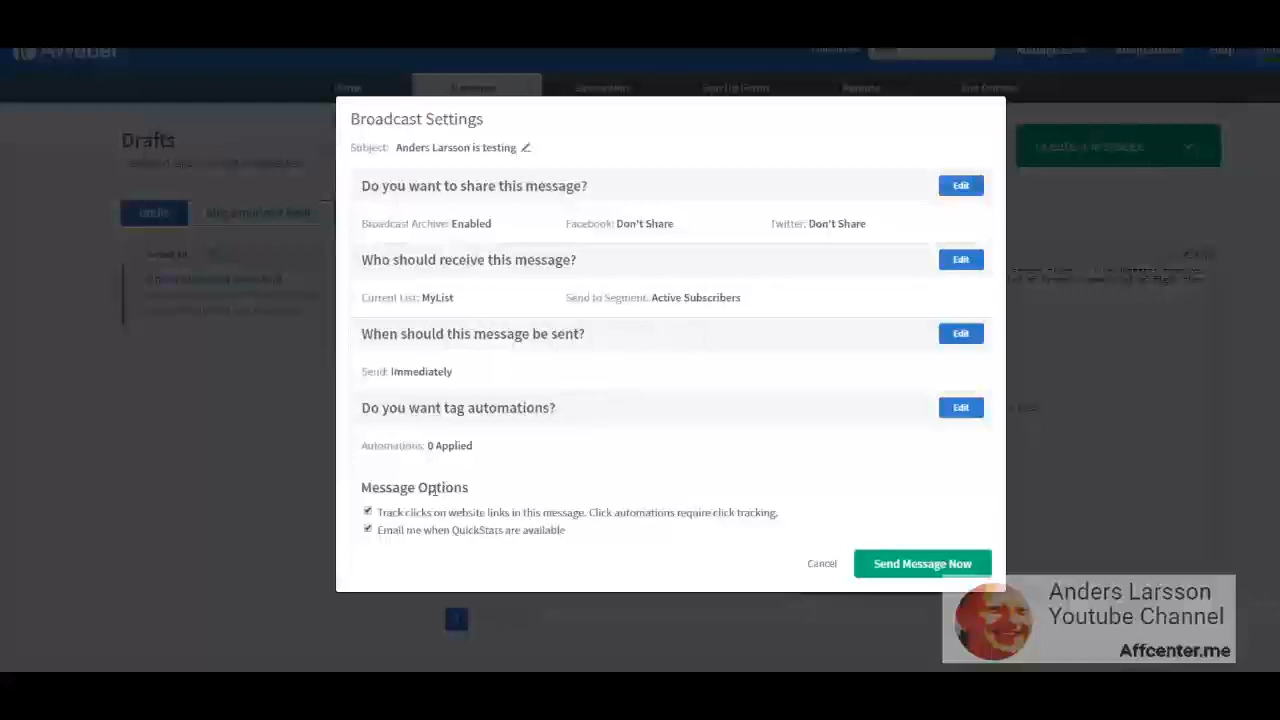 AWeber
Drafts
Broadcast Settings
Subject: Anders Larsson is testing
Do you want to share this message?
Edit
Broadcast Archive: Enabled Facebook: Don't Share Twitter: Don't Share
Who should receive this message?
Edit
Current List: MyList Send to Segment: Active Subscribers
When should this message be sent?
Edit
Send: Immediately
Do you want tag automations?
Edit
Automations: 0 Applied
Message Options
Track clicks on website links in this message. Click automations require click tracking.
Email me when QuickStats are available
Cancel Send Message Now
Anders Larsson
Youtube Channel
Affcenter.me